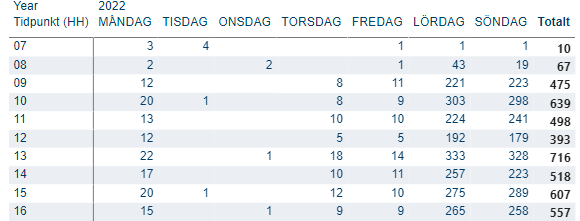 Year 2022
Tidpunkt (HH) MÅNDAG TISDAG ONSDAG TORSDAG FREDAG LÖRDAG SÖNDAG Totalt
07 3 4 1 1 1 10
08 2 2 1 43 19 67
09 12 8 11 221 223 475
10 20 1 8 9 303 298 639
11 13 10 10 224 241 498
12 12 5 5 192 179 393
13 22 1 18 14 333 328 716
14 17 10 11 257 223 518
15 20 1 12 10 275 289 607
16 15 1 9 9 265 258 557